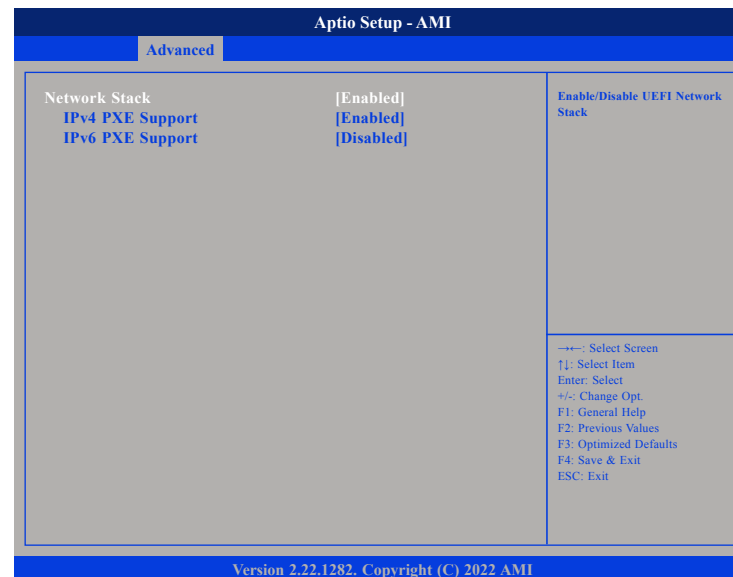 Aptio Setup - AMI
Advanced
Network Stack [Enabled]
IPv4 PXE Support [Enabled]
IPv6 PXE Support [Disabled]
Enable/Disable UEFI Network
Stack
→←: Select Screen
↑↓: Select Item
Enter: Select
+/-: Change Opt.
F1: General Help
F2: Previous Values
F3: Optimized Defaults
F4: Save & Exit
ESC: Exit
Version 2.22.1282. Copyright (C) 2022 AMI